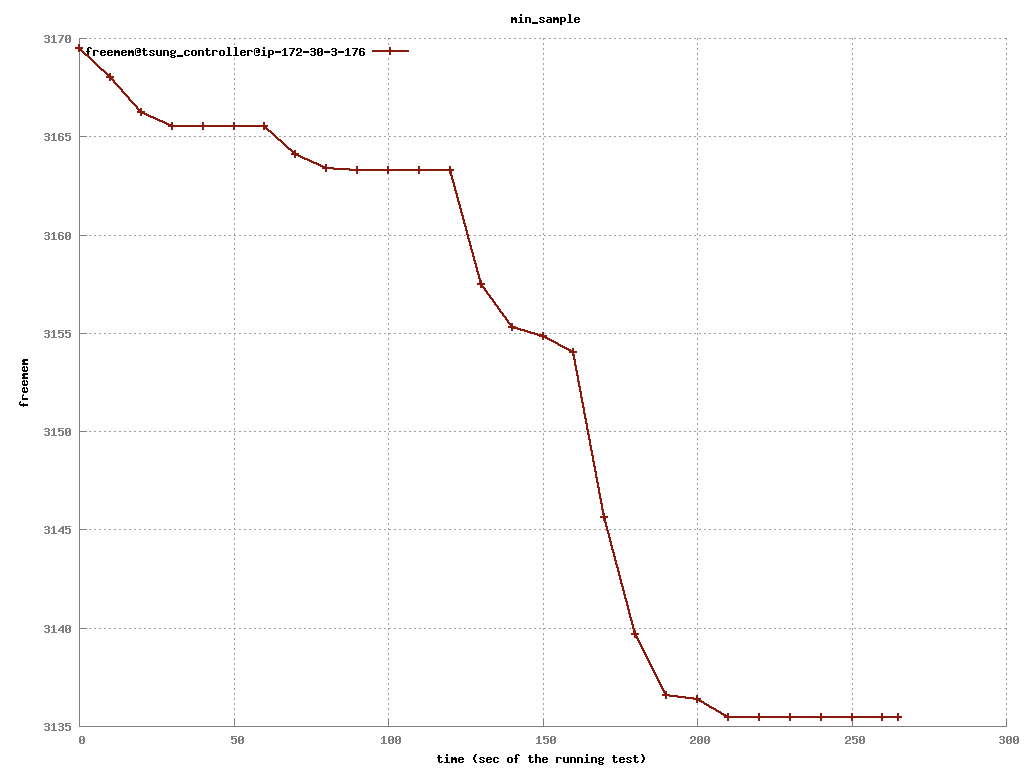 min_sample
freemem@tsung_controller@ip-172-30-3-176
3170
3165
3160
3155
3150
3145
3140
3135
freemem
0 50 100 150 200 250 300
time (sec of the running test)